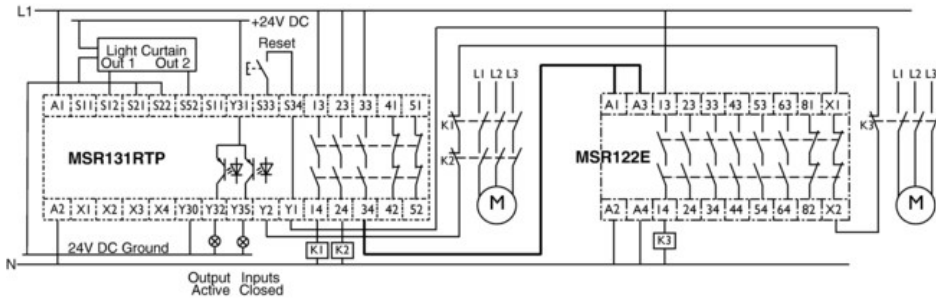 L1
+24V DC
Light Curtain
Out 1 Out 2
Reset
L1 L2 L3
L1 L2 L3
A1 S11 S12 S21 S22 S52 S11 Y31 S33 S34 13 23 33 41 51
A1 A3 13 23 33 43 53 63 81 X1
K1
K3
MSR131RTP
K2
MSR122E
M
M
A2 X1 X2 X3 X4 Y30 Y32 Y35 Y2 Y1 14 24 34 42 52
A2 A4 14 24 34 44 54 64 82 X2
24V DC Ground
K1 K2
K3
N
Output Inputs
Active Closed